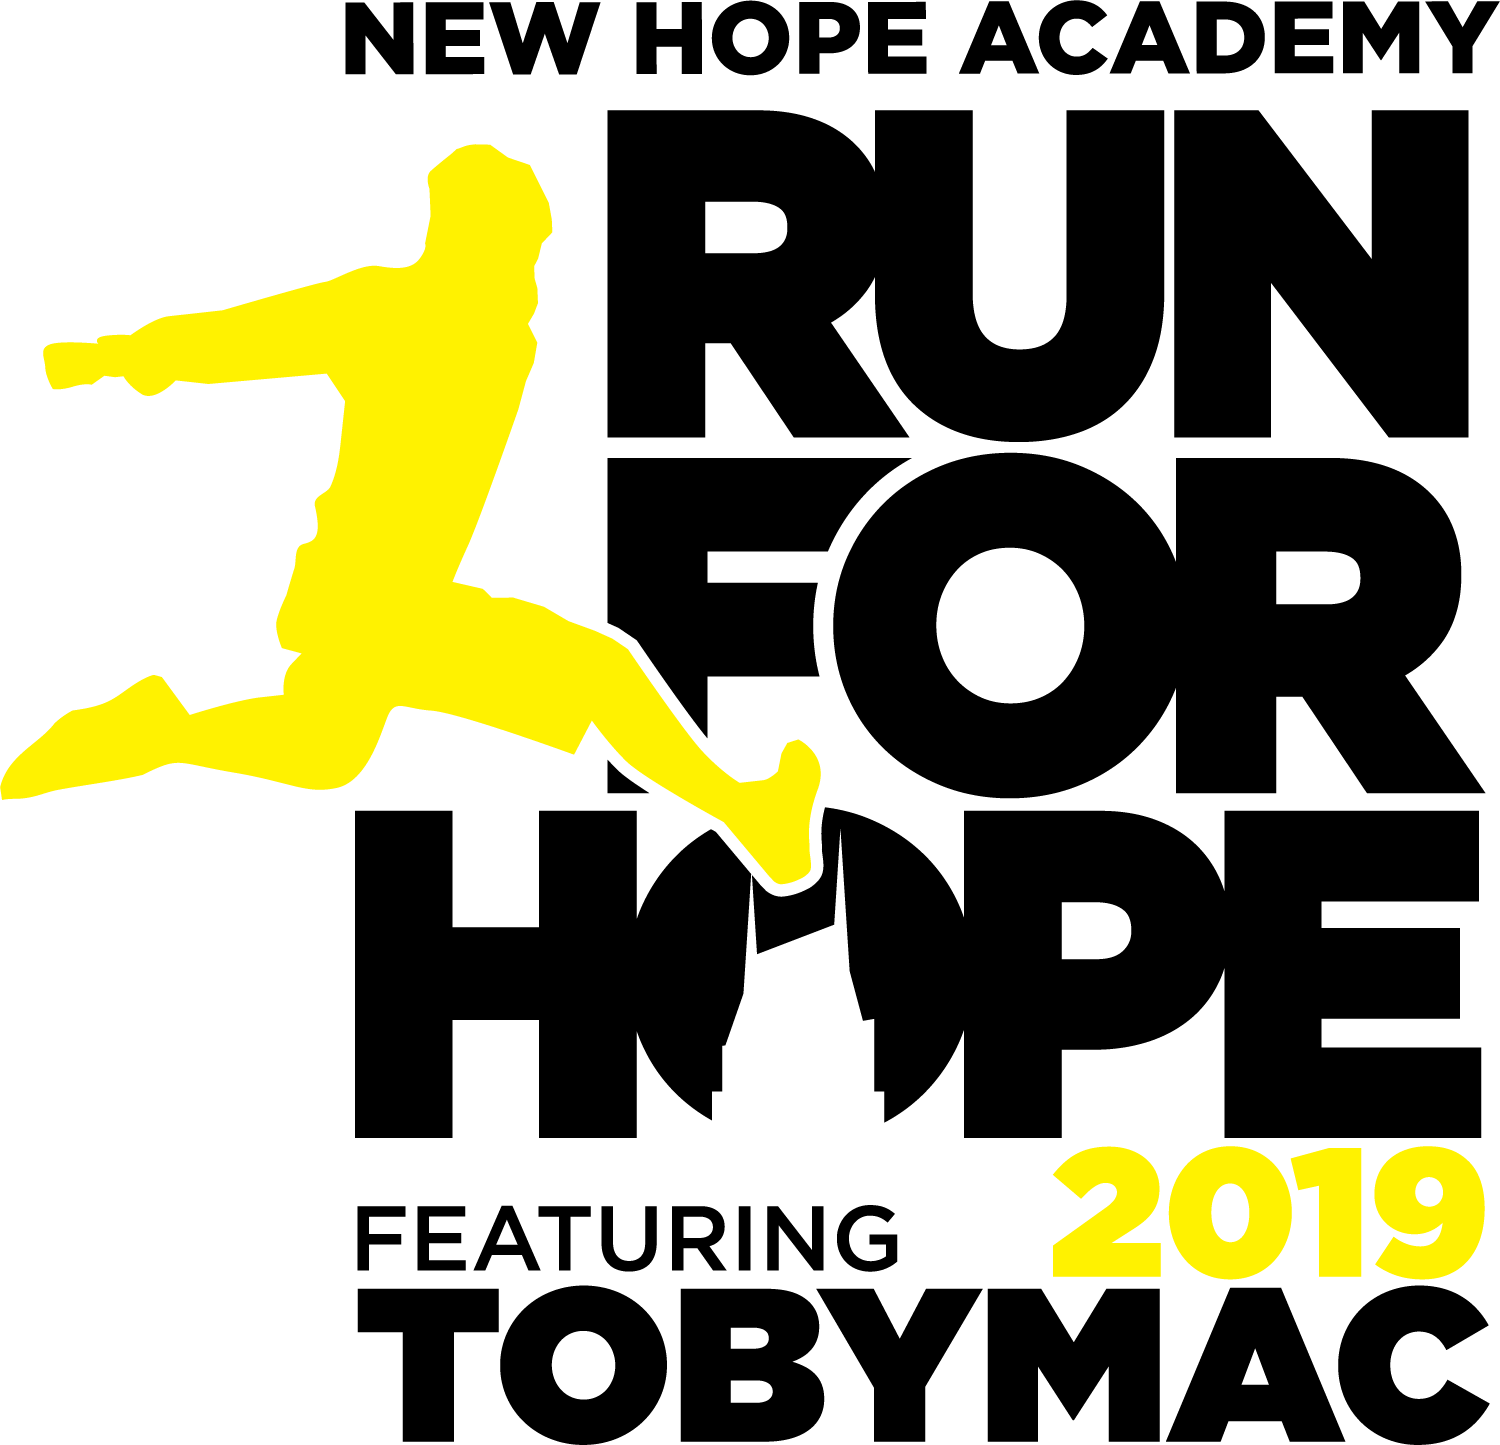 NEW HOPE ACADEMY
RUN
FOR
HOPE
2019
FEATURING
TOBYMAC